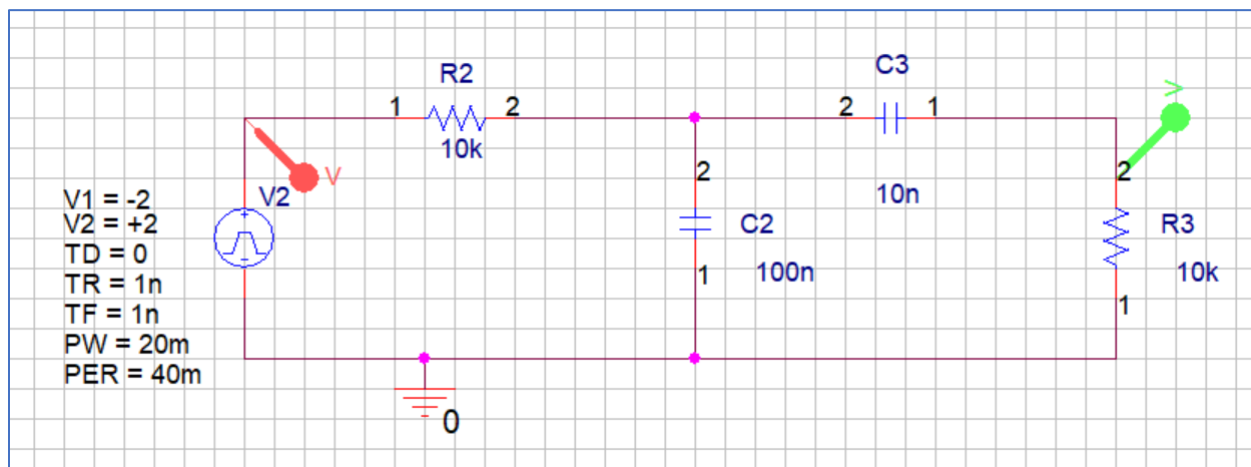 R2
1
2
10k
C3
2
1
10n
V
V
V2
V1 = -2
V2 = +2
TD = 0
TR = 1n
TF = 1n
PW = 20m
PER = 40m
2
C2
100n
1
2
R3
10k
1
0